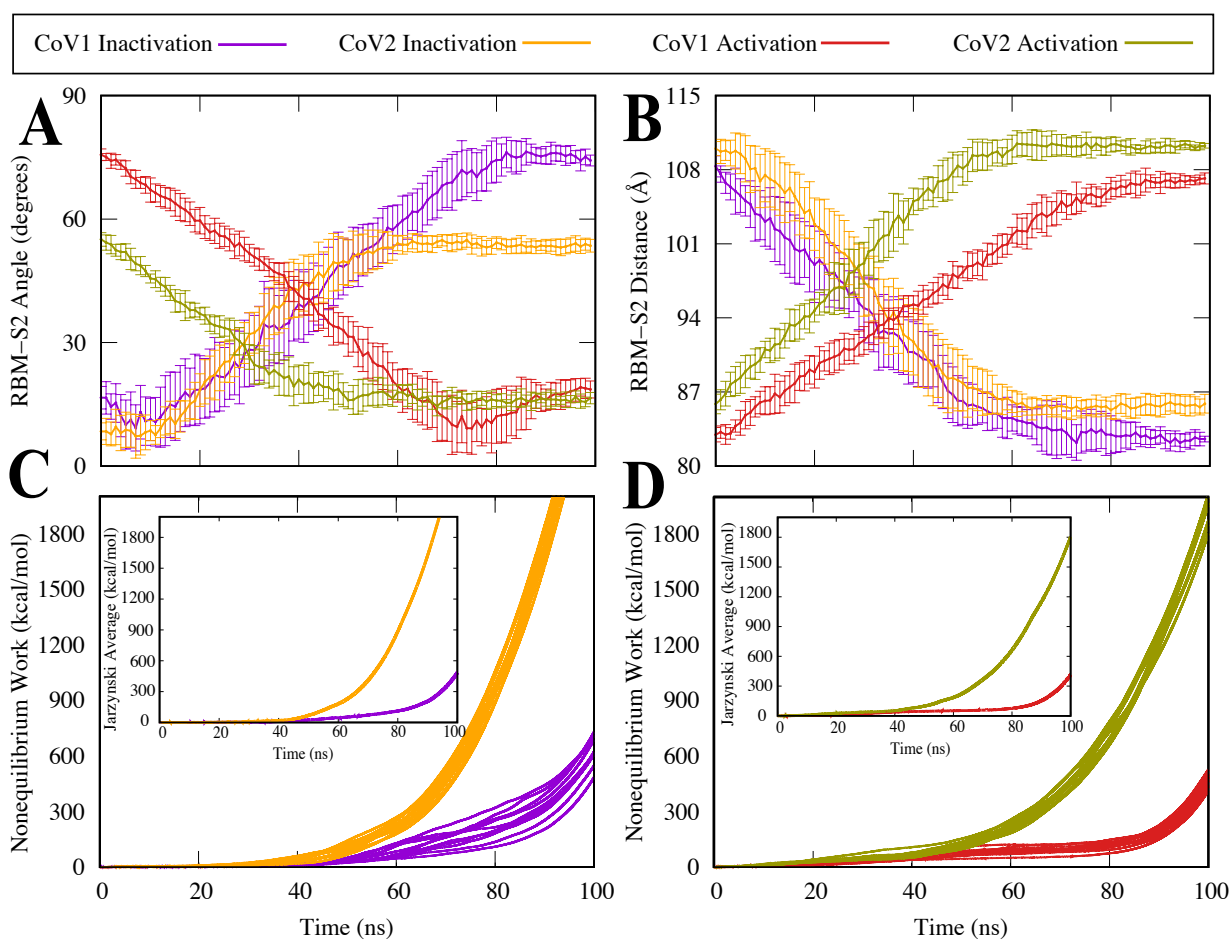 CoV1 Inactivation CoV2 Inactivation CoV1 Activation CoV2 Activation
A
RBM−S2 Angle (degrees)
90
60
30
0
B
RBM−S2 Distance (Å)
115
108
101
94
87
80
C
Nonequilibrium Work (kcal/mol)
1800
1500
1200
900
600
300
0
0 20 40 60 80 100
Time (ns)
Jarzynski Average (kcal/mol)
1800
1500
1200
900
600
300
0
0 20 40 60 80 100
Time (ns)
D
Nonequilibrium Work (kcal/mol)
1800
1500
1200
900
600
300
0
0 20 40 60 80 100
Time (ns)
Jarzynski Average (kcal/mol)
1800
1500
1200
900
600
300
0
0 20 40 60 80 100
Time (ns)